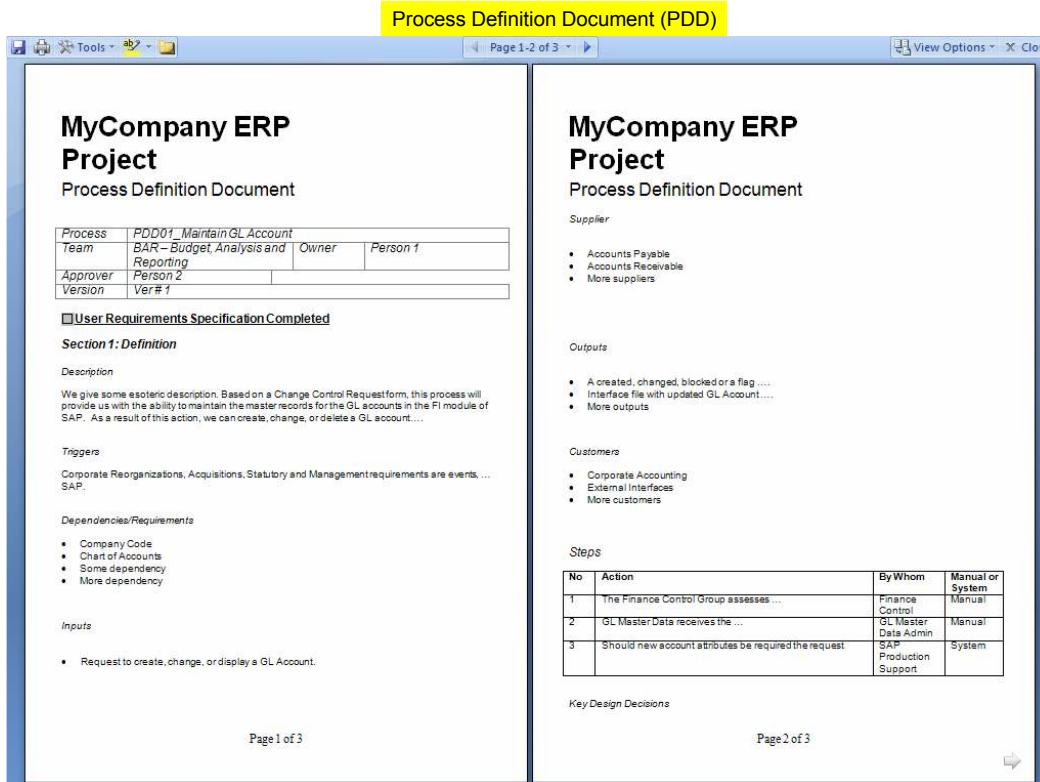 Process Definition Document (PDD)
Tools
Page 1-2 of 3
View Options
X Clo
MyCompany ERP
Project
Process Definition Document
Process PDD01_Maintain GL Account
Team BAR – Budget, Analysis and Reporting Owner Person 1
Approver Person 2
Version Ver # 1
User Requirements Specification Completed
Section 1: Definition
Description
We give some esoteric description. Based on a Change Control Request form, this process will
provide us with the ability to maintain the master records for the GL accounts in the FI module of
SAP. As a result of this action, we can create, change, or delete a GL account….
Triggers
Corporate Reorganizations, Acquisitions, Statutory and Management requirements are events, …
SAP.
Dependencies/Requirements
• Company Code
• Chart of Accounts
• Some dependency
• More dependency
Inputs
• Request to create, change, or display a GL Account.
Page 1 of 3
MyCompany ERP
Project
Process Definition Document
Supplier
• Accounts Payable
• Accounts Receivable
• More suppliers
Outputs
• A created, changed, blocked or a flag ….
• Interface file with updated GL Account….
• More outputs
Customers
• Corporate Accounting
• External Interfaces
• More customers
Steps
No Action By Whom Manual or System
1 The Finance Control Group assesses … Finance Control Manual
2 GL Master Data receives the … GL Master Data Admin Manual
3 Should new account attributes be required the request SAP Production Support System
Key Design Decisions
Page 2 of 3